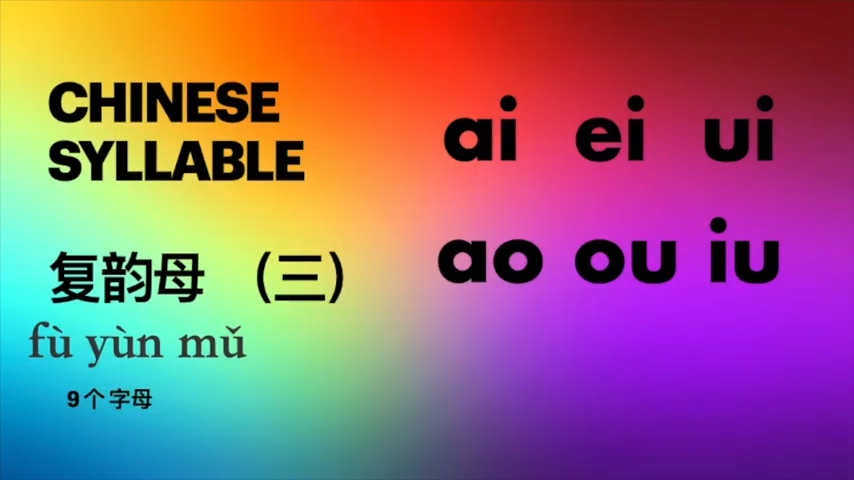 CHINESE
SYLLABLE
复韵母 (三)
fù yùn mǔ
9个字母
ai ei ui
ao ou iu